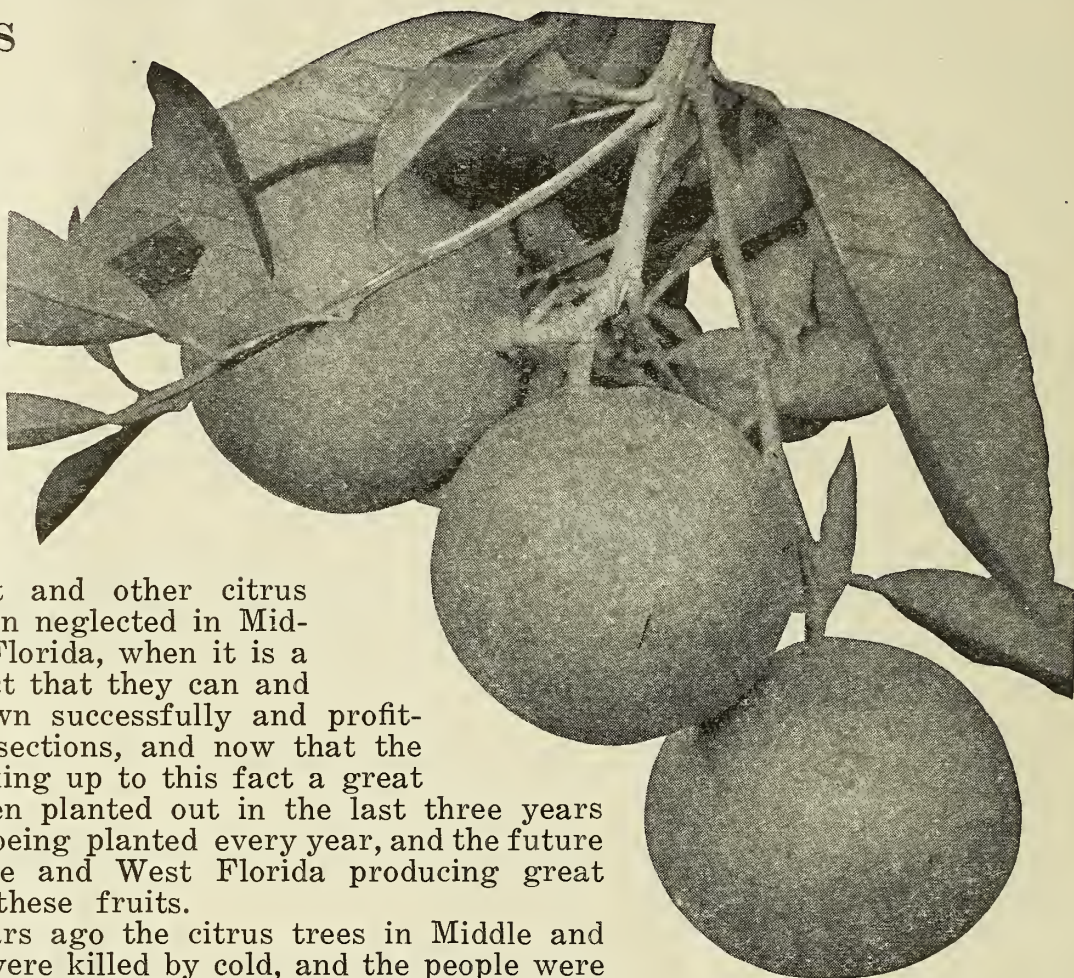 s
t and other citrus
n neglected in Mid-
Florida, when it is a
t that they can and
wn successfully and profit-
sections, and now that the
ing up to this fact a great
en planted out in the last three years
being planted every year, and the future
e and West Florida producing great
these fruits.
rs ago the citrus trees in Middle and
were killed by cold, and the people were